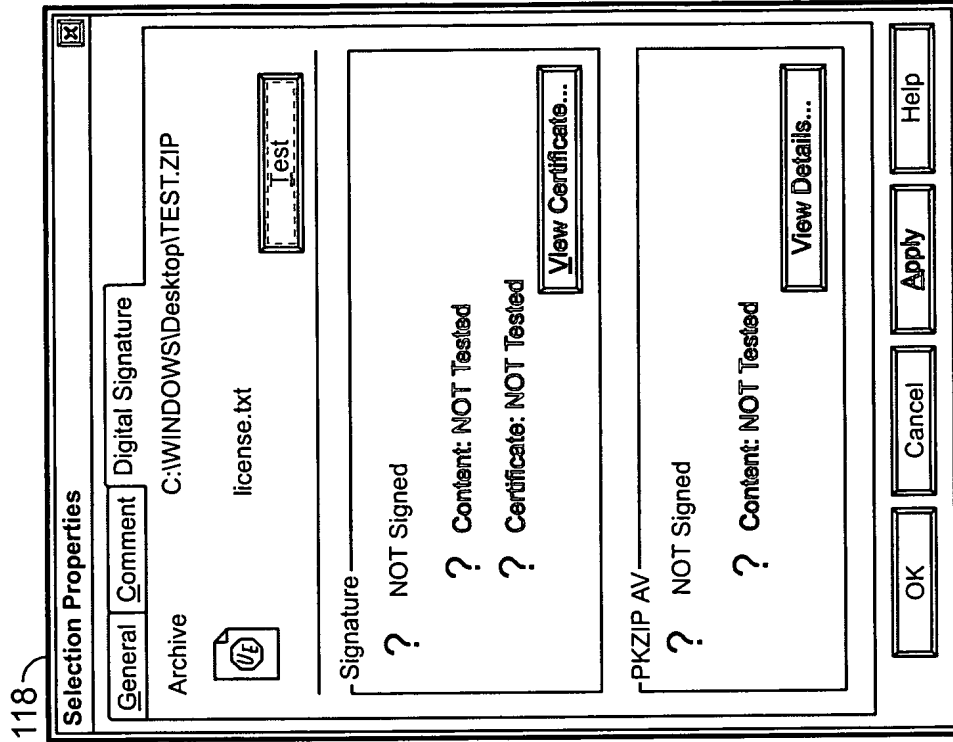 118
Selection Properties
General Comment Digital Signature
Archive C:\WINDOWS\Desktop\TEST.ZIP
license.txt
Test
Signature
? NOT Signed
? Content: NOT Tested
? Certificate: NOT Tested
View Certificate...
PKZIP AV
? NOT Signed
? Content: NOT Tested
View Details...
OK Cancel Apply Help